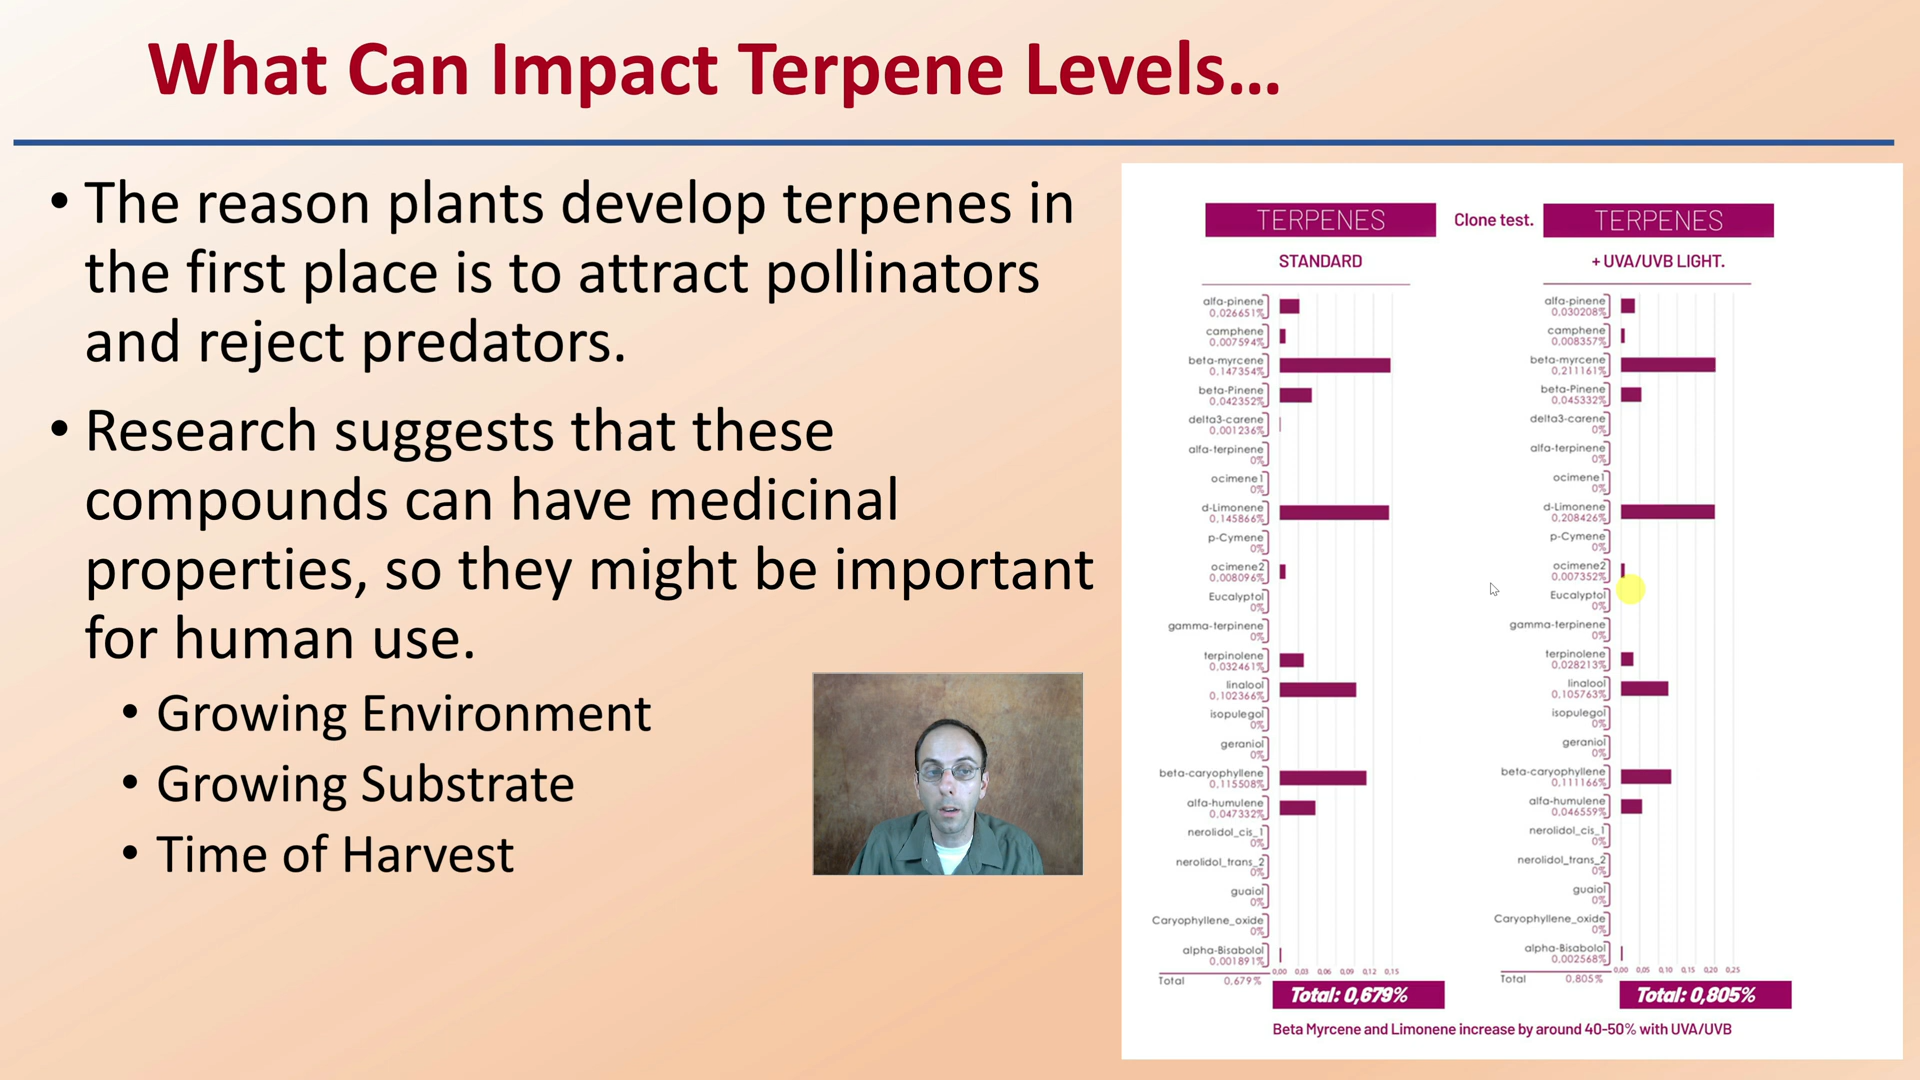 What Can Impact Terpene Levels...
• The reason plants develop terpenes in
the first place is to attract pollinators
and reject predators.
• Research suggests that these
compounds can have medicinal
properties, so they might be important
for human use.
• Growing Environment
• Growing Substrate
• Time of Harvest
TERPENES
STANDARD
alfa-pinene
0,026651%
camphene
0,007594%
beta-myrcene
0,147354%
beta-Pinene
0,042352%
delta3-carene
0,001236%
alfa-terpinene
0%
ocimene1
0%
d-Limonene
0,145866%
p-Cymene
0%
ocimene2
0,008096%
Eucalyptol
0%
gamma-terpinene
0%
terpinolene
0,032461%
linalool
0,102366%
isopulegol
0%
geraniol
0%
beta-caryophyllene
0,115508%
alfa-humulene
0,047332%
nerolidol_cis_1
0%
nerolidol_trans_2
0%
guaiol
0%
Caryophyllene_oxide
0%
alpha-Bisabolol
0,001891%
0,00 0,03 0,06 0,09 0,12 0,15
Total 0,679%
Total: 0,679%
Clone test.
TERPENES
+ UVA/UVB LIGHT.
alfa-pinene
0,030208%
camphene
0,008357%
beta-myrcene
0,211161%
beta-Pinene
0,045332%
delta3-carene
0%
alfa-terpinene
0%
ocimene1
0%
d-Limonene
0,208426%
p-Cymene
0%
ocimene2
0,007352%
Eucalyptol
0%
gamma-terpinene
0%
terpinolene
0,028213%
linalool
0,105763%
isopulegol
0%
geraniol
0%
beta-caryophyllene
0,111166%
alfa-humulene
0,046559%
nerolidol_cis_1
0%
nerolidol_trans_2
0%
guaiol
0%
Caryophyllene_oxide
0%
alpha-Bisabolol
0,002568%
0,00 0,05 0,10 0,15 0,20 0,25
Total 0,805%
Total: 0,805%
Beta Myrcene and Limonene increase by around 40-50% with UVA/UVB